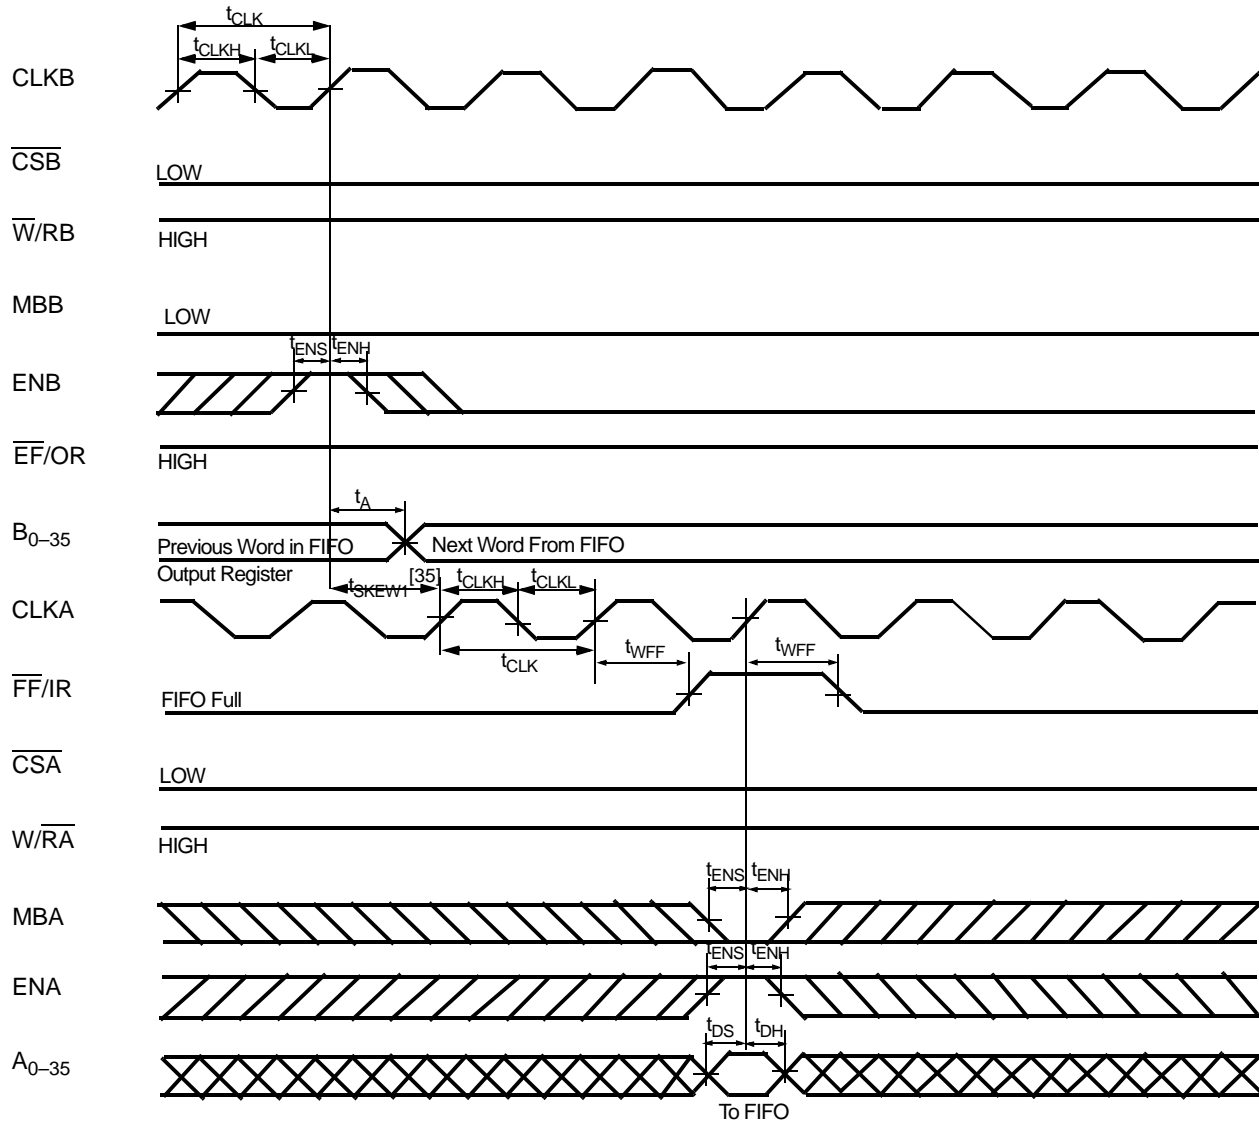 tCLK
tCLKH tCLKL
CLKB
CSB
LOW
W/RB
HIGH
MBB
LOW
tENS tENH
ENB
EF/OR
HIGH
tA
B0–35
Previous Word in FIFO Next Word From FIFO
Output Register
tSKEW1[35] tCLKH tCLKL
CLKA
tCLK tWFF tWFF
FF/IR
FIFO Full
CSA
LOW
W/RA
HIGH
tENS tENH
MBA
tENS tENH
ENA
tDS tDH
A0–35
To FIFO